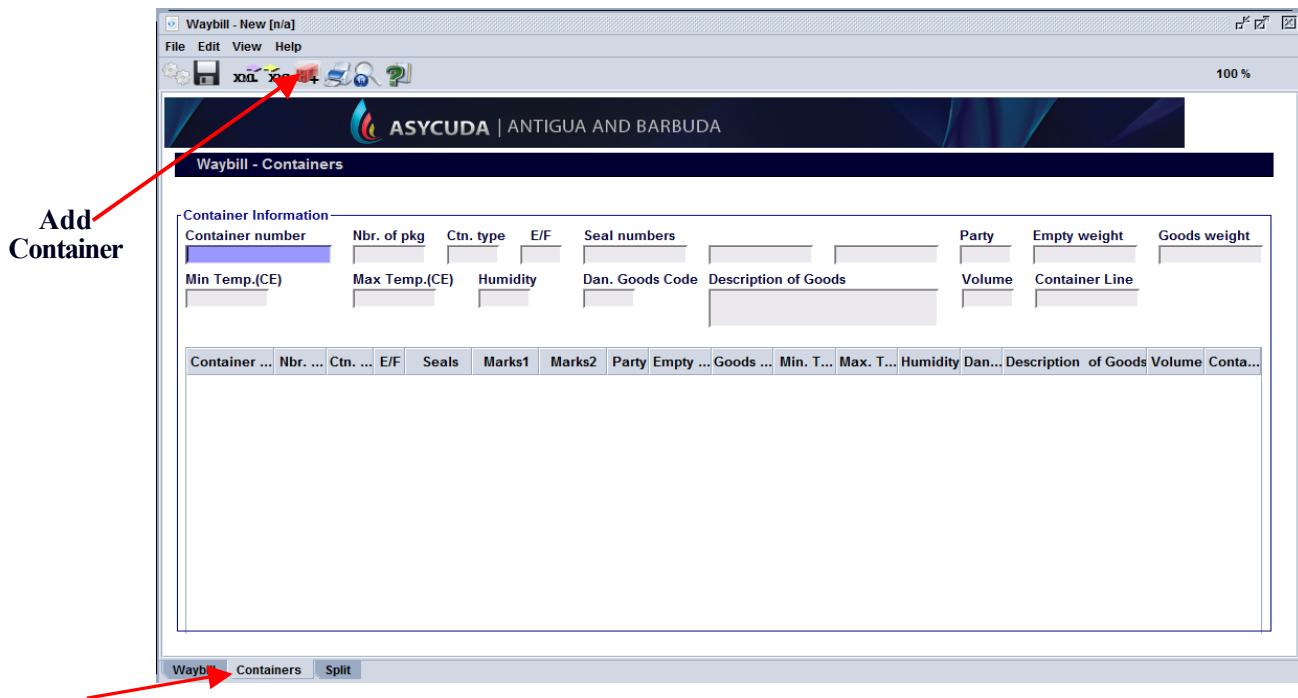 Waybill - New [n/a]
File Edit View Help
XML
100 %
ASYCUDA | ANTIGUA AND BARBUDA
Waybill - Containers
Add
Container
Container Information
Container number Nbr. of pkg Ctn. type E/F Seal numbers Party Empty weight Goods weight
Min Temp.(CE) Max Temp.(CE) Humidity Dan. Goods Code Description of Goods Volume Container Line
Container ... Nbr. ... Ctn. ... E/F Seals Marks1 Marks2 Party Empty ... Goods ... Min. T... Max. T... Humidity Dan... Description of Goods Volume Conta...
Waybill Containers Split